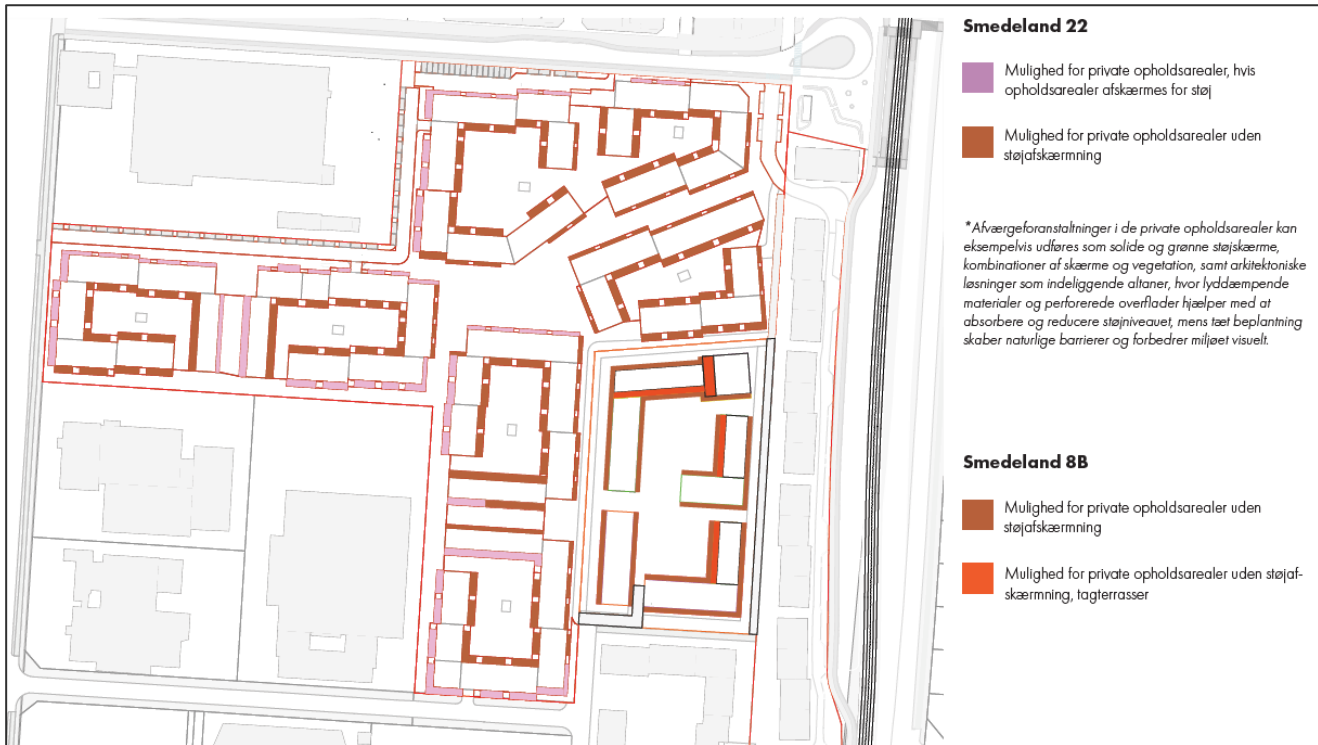 Smedeland 22
Mulighed for private opholdsarealer, hvis
opholdsarealer afskærmes for støj
Mulighed for private opholdsarealer uden
støjafskærmning
*Afværgeforanstaltninger i de private opholdsarealer kan
eksempelvis udføres som solide og grønne støjskærme,
kombinationer af skærme og vegetation, samt arkitektoniske
løsninger som indeliggende altaner, hvor lyddæmpende
materialer og perforerede overflader hjælper med at
absorbere og reducere støjniveauet, mens tæt beplantning
skaber naturlige barrierer og forbedrer miljøet visuelt.
Smedeland 8B
Mulighed for private opholdsarealer uden
støjafskærmning
Mulighed for private opholdsarealer uden støjaf-
skærmning, tagterrasser